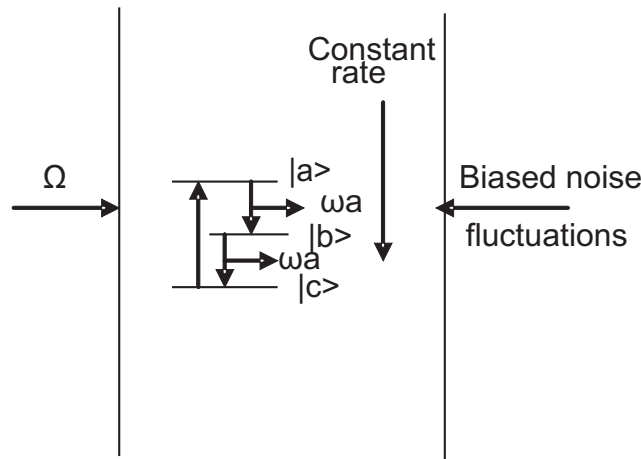 Constant
rate
Ω
|a>
ωa
Biased noise
|b>
fluctuations
ωa
|c>